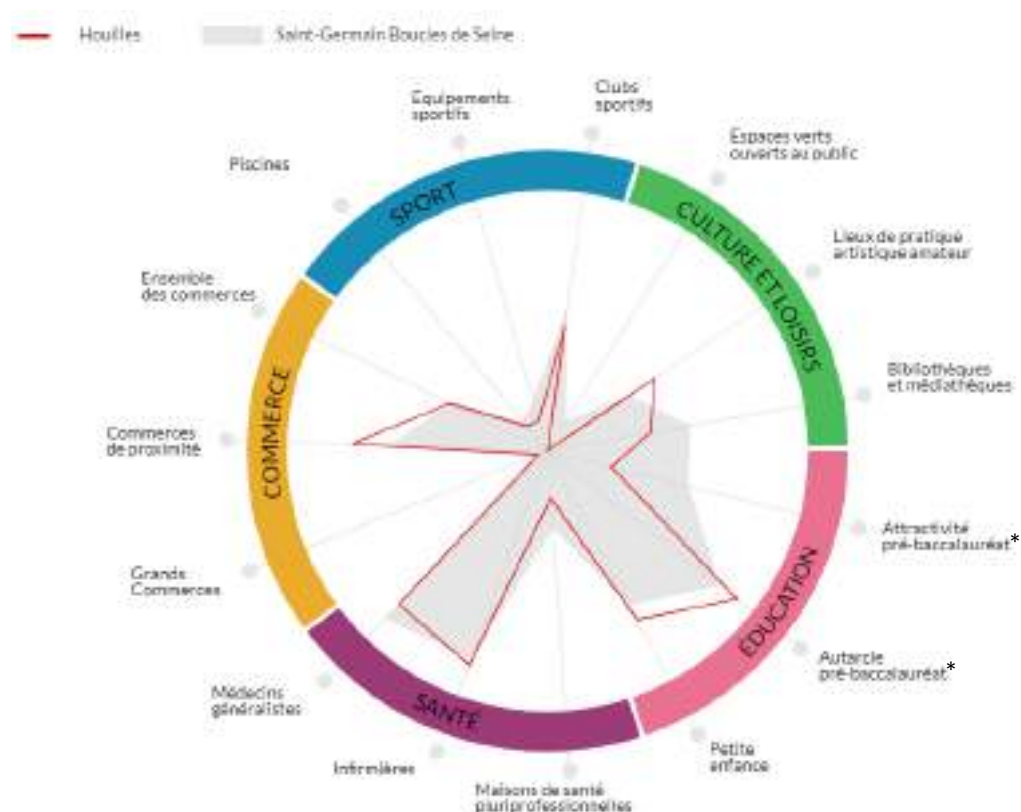 Houilles
Saint-Germain Boucles de Seine
Clubs
sportifs
Equipements
sportifs
Espaces verts
ouverts au public
Piscines
SPORT
CULTURE ET LOISIRS
Lieux de pratique
artistique amateur
Ensemble
des commerces
Bibliothèques
et médiathèques
Commerces
de proximité
COMMERCE
Attractivité
pré-baccalauréat*
Grands
Commerces
ÉDUCATION
Autarcie
pré-baccalauréat*
Médecins
généralistes
SANTÉ
Petite
enfance
Infirmières
Maisons de santé
pluriprofessionnelles